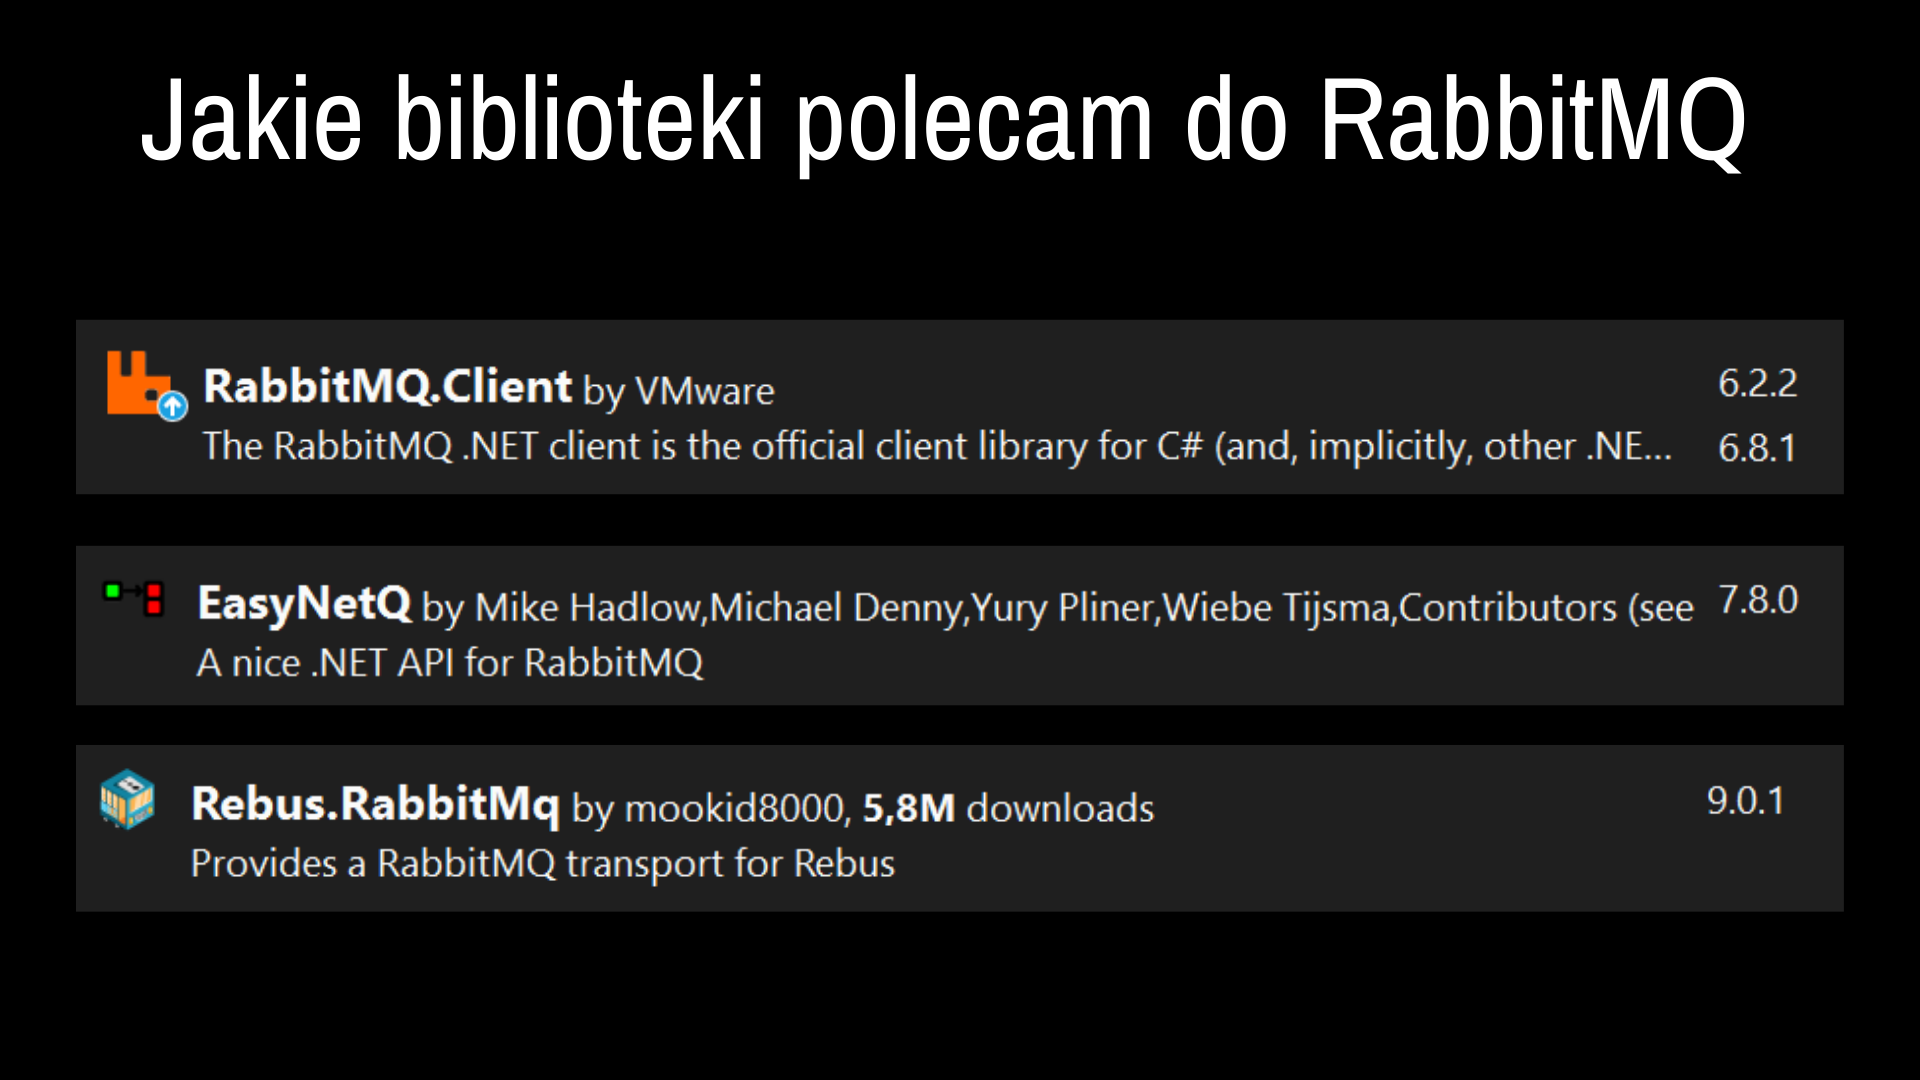 Jakie biblioteki polecam do RabbitMQ
RabbitMQ.Client by VMware 6.2.2
The RabbitMQ .NET client is the official client library for C# (and, implicitly, other .NE... 6.8.1
EasyNetQ by Mike Hadlow,Michael Denny,Yury Pliner,Wiebe Tijsma,Contributors (see 7.8.0
A nice .NET API for RabbitMQ
Rebus.RabbitMq by mookid8000, 5,8M downloads 9.0.1
Provides a RabbitMQ transport for Rebus